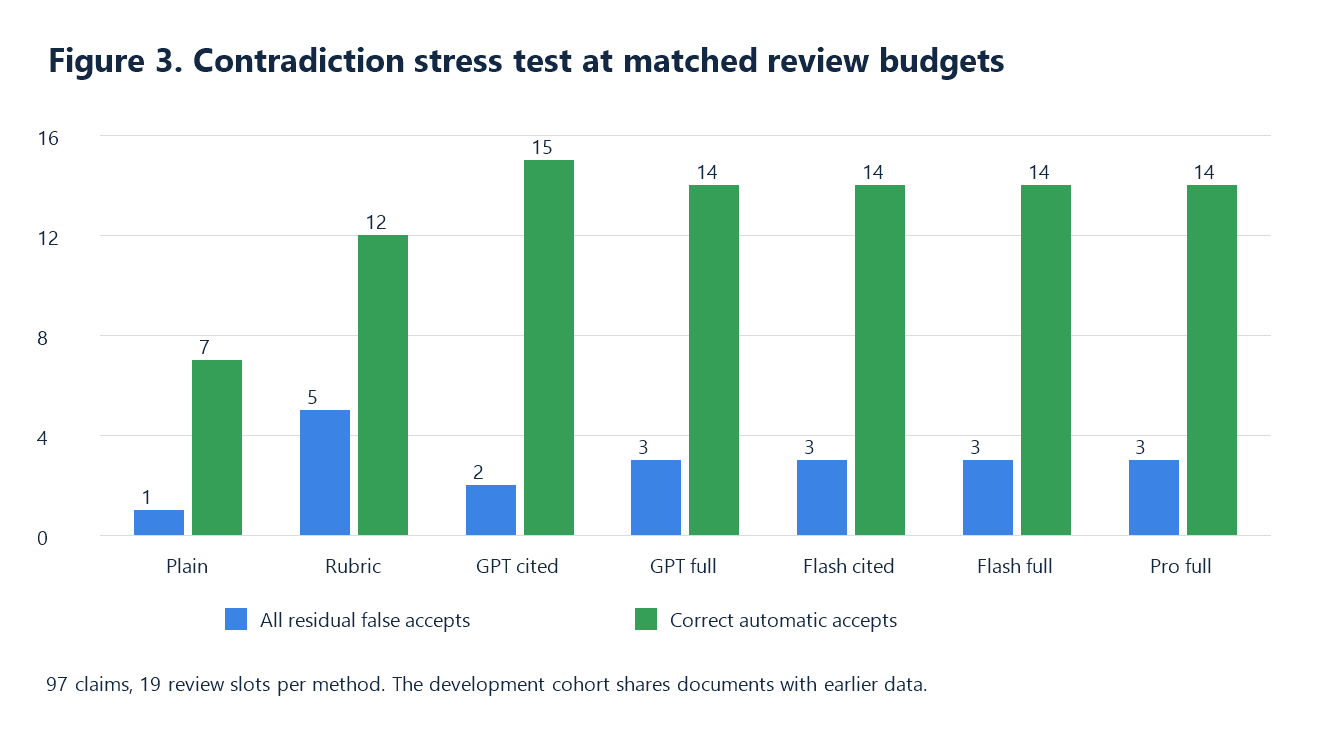 Figure 3. Contradiction stress test at matched review budgets
16
15
14
14
14
14
12
12
8
7
5
4
3
3
3
3
2
1
0
Plain
Rubric
GPT cited
GPT full
Flash cited
Flash full
Pro full
All residual false accepts
Correct automatic accepts
97 claims, 19 review slots per method. The development cohort shares documents with earlier data.